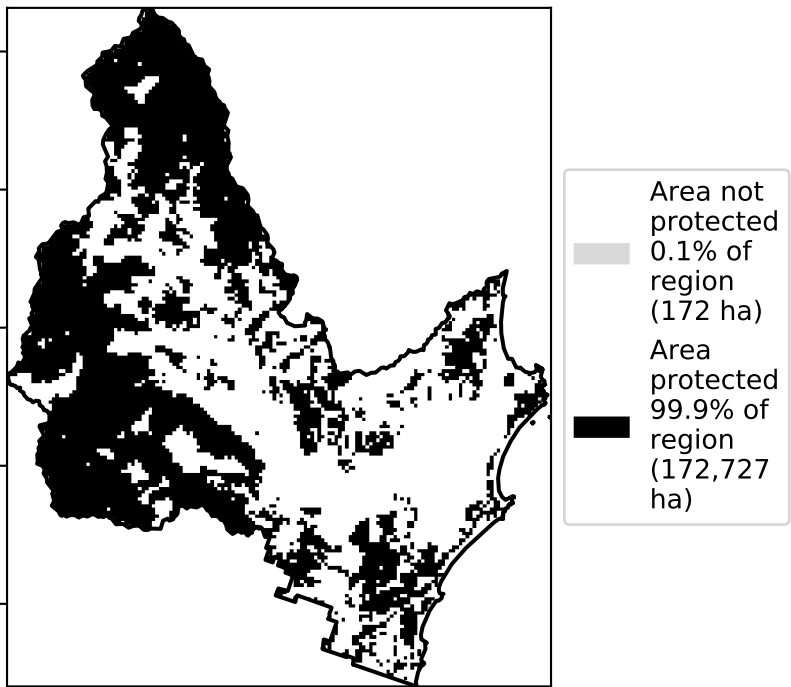 Area not
protected
0.1% of
region
(172 ha)
Area
protected
99.9% of
region
(172,727
ha)